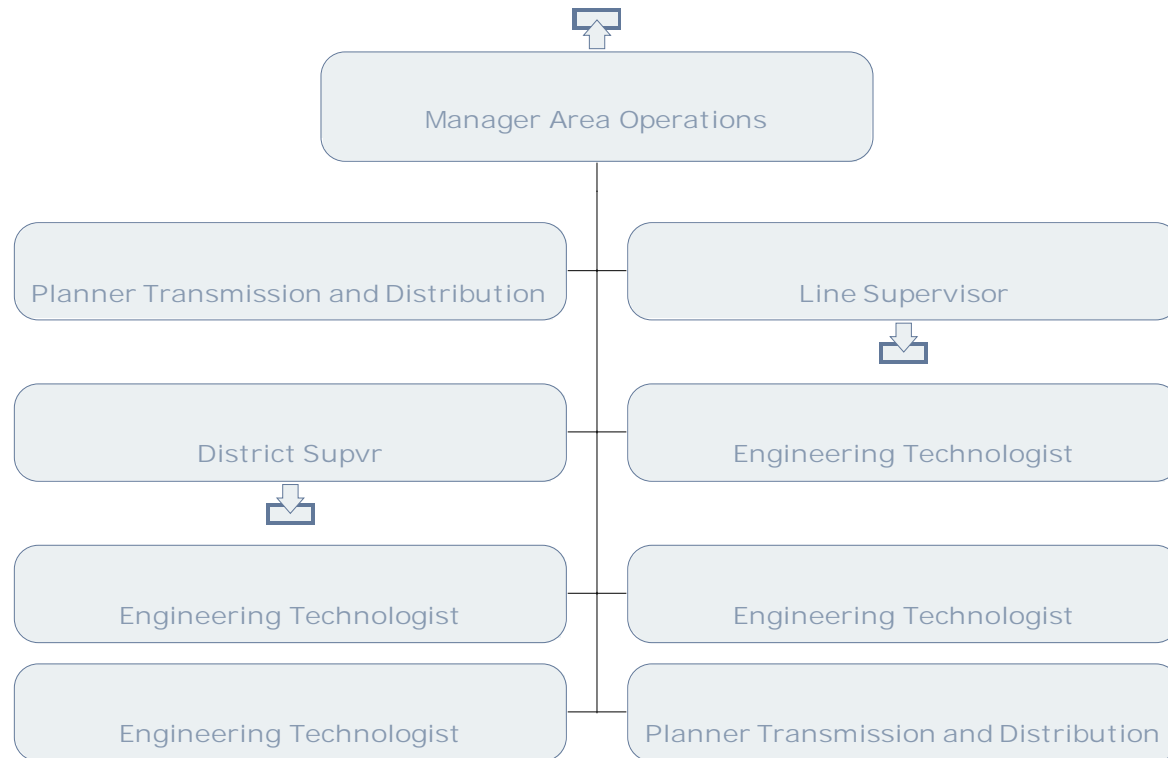 Manager Area Operations
Planner Transmission and Distribution
Line Supervisor
District Supvr
Engineering Technologist
Engineering Technologist
Engineering Technologist
Engineering Technologist
Planner Transmission and Distribution